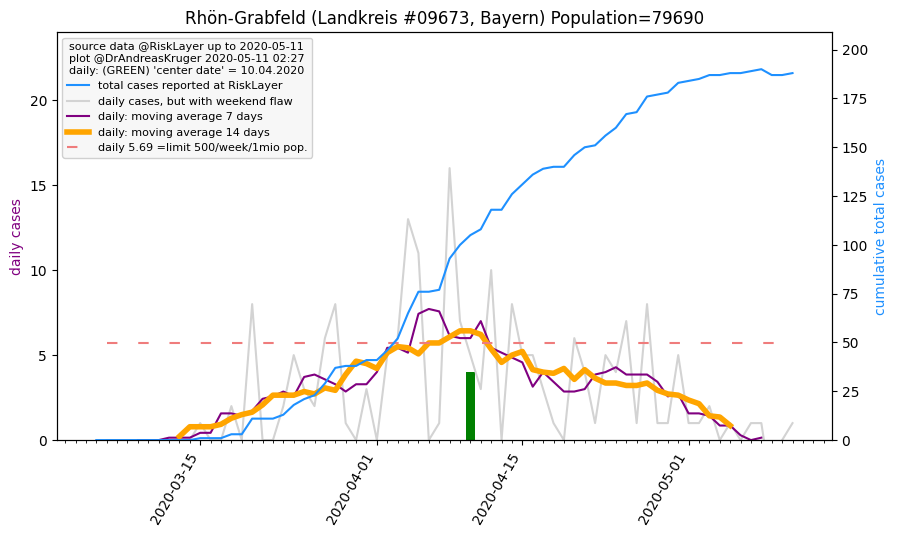 Rhön-Grabfeld (Landkreis #09673, Bayern) Population=79690
source data @RiskLayer up to 2020-05-11
plot @DrAndreasKruger 2020-05-11 02:27
daily: (GREEN) 'center date' = 10.04.2020
total cases reported at RiskLayer
daily cases, but with weekend flaw
daily: moving average 7 days
daily: moving average 14 days
daily 5.69 =limit 500/week/1mio pop.
daily cases
20
15
10
5
0
200
175
150
125
100
75
50
25
0
cumulative total cases
2020-03-15
2020-04-01
2020-04-15
2020-05-01